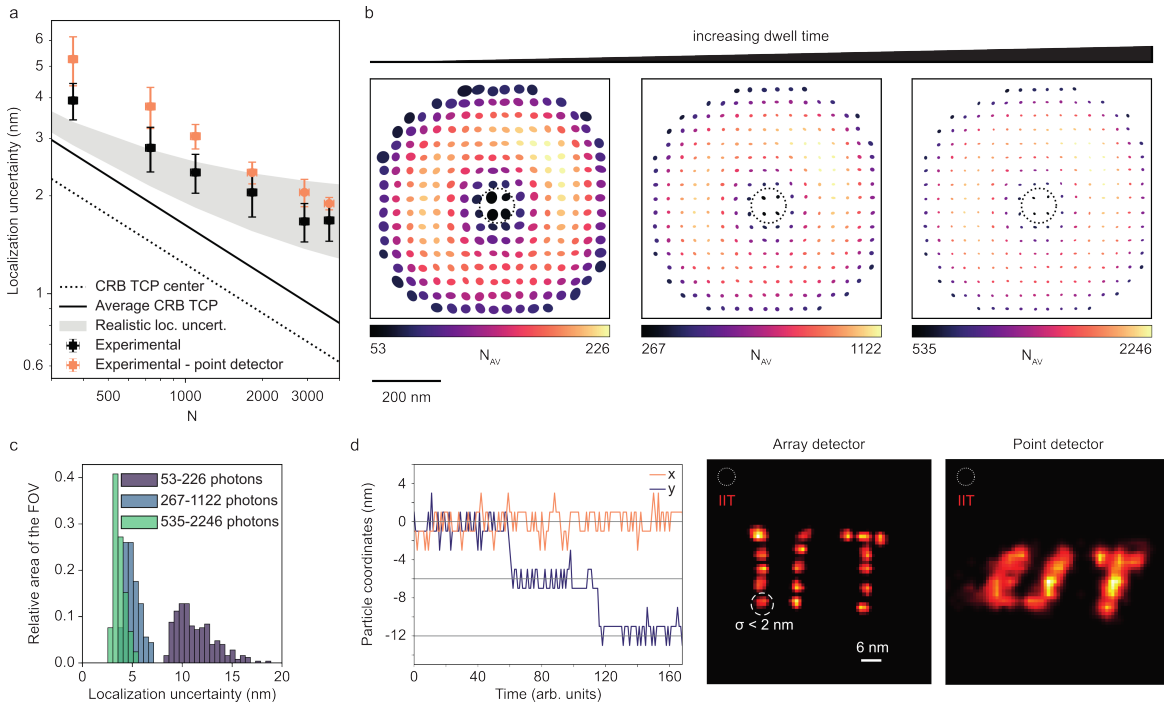 a
Localization uncertainty (nm)
6
5
4
3
2
1
0.6
CRB TCP center
Average CRB TCP
Realistic loc. uncert.
Experimental
Experimental - point detector
500
1000
2000
3000
N
b
increasing dwell time
53
226
N_AV
267
1122
N_AV
535
2246
N_AV
200 nm
c
Relative area of the FOV
0.4
0.3
0.2
0.1
0.0
53-226 photons
267-1122 photons
535-2246 photons
0
5
10
15
20
Localization uncertainty (nm)
d
Particle coordinates (nm)
4
0
-4
-8
-12
x
y
0
40
80
120
160
Time (arb. units)
Array detector
IIT
σ < 2 nm
6 nm
Point detector
IIT